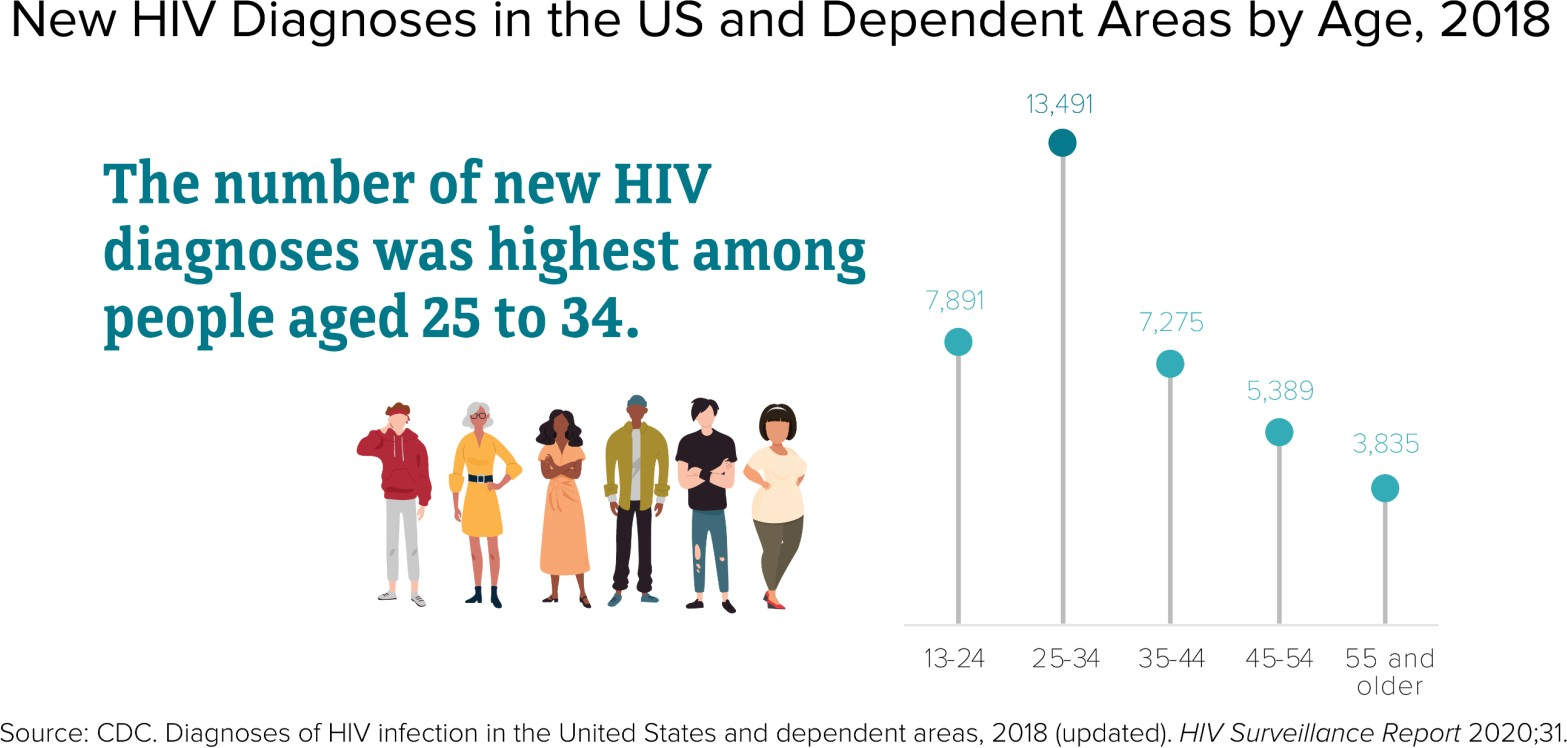 New HIV Diagnoses in the US and Dependent Areas by Age, 2018
The number of new HIV
diagnoses was highest among
people aged 25 to 34.
13,491
7,891
7,275
5,389
3,835
13-24
25-34
35-44
45-54
55 and
older
Source: CDC. Diagnoses of HIV infection in the United States and dependent areas, 2018 (updated). HIV Surveillance Report 2020;31.